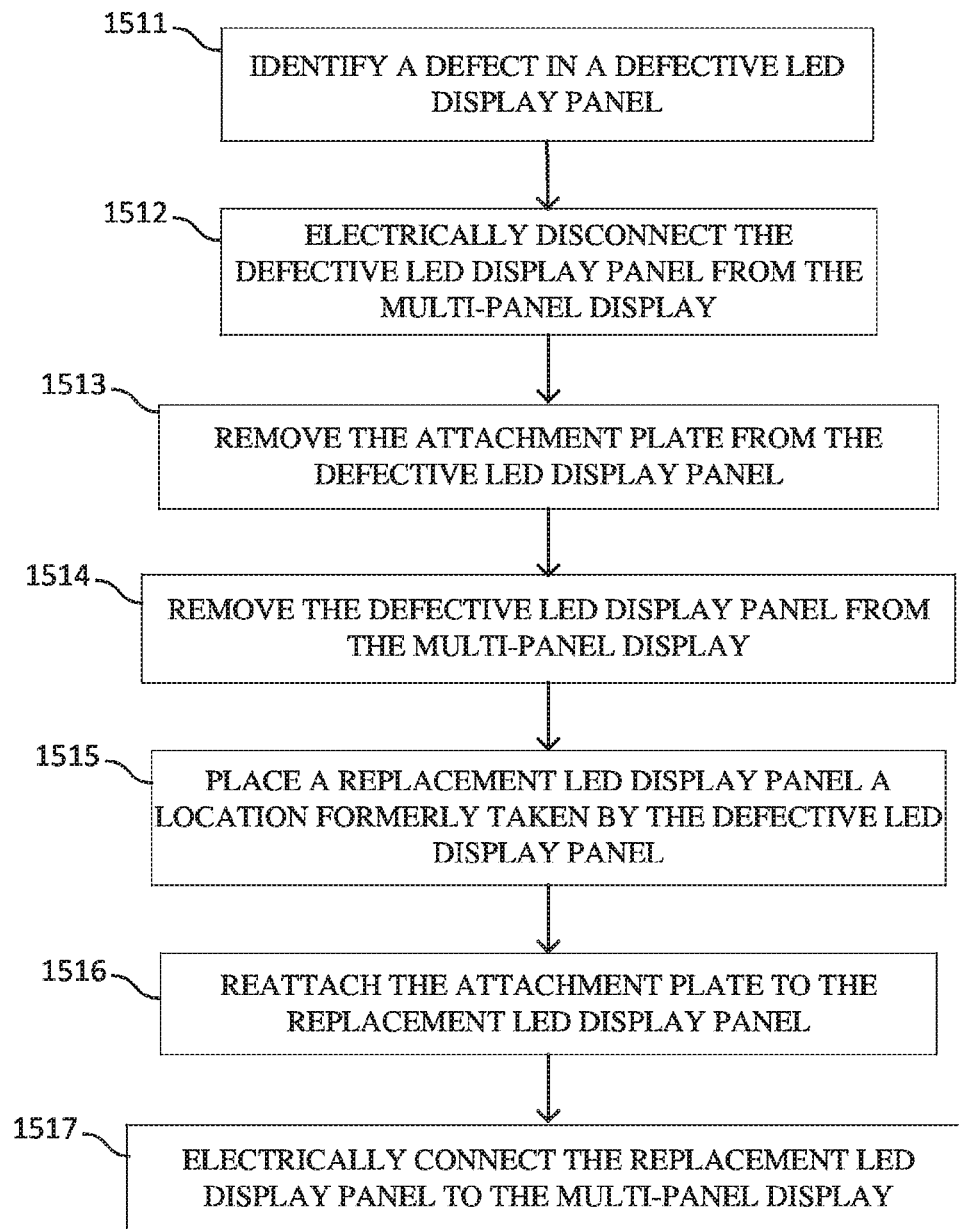 1511
IDENTIFY A DEFECT IN A DEFECTIVE LED
DISPLAY PANEL
1512
ELECTRICALLY DISCONNECT THE
DEFECTIVE LED DISPLAY PANEL FROM THE
MULTI-PANEL DISPLAY
1513
REMOVE THE ATTACHMENT PLATE FROM THE
DEFECTIVE LED DISPLAY PANEL
1514
REMOVE THE DEFECTIVE LED DISPLAY PANEL FROM
THE MULTI-PANEL DISPLAY
1515
PLACE A REPLACEMENT LED DISPLAY PANEL A
LOCATION FORMERLY TAKEN BY THE DEFECTIVE LED
DISPLAY PANEL
1516
REATTACH THE ATTACHMENT PLATE TO THE
REPLACEMENT LED DISPLAY PANEL
1517
ELECTRICALLY CONNECT THE REPLACEMENT LED
DISPLAY PANEL TO THE MULTI-PANEL DISPLAY